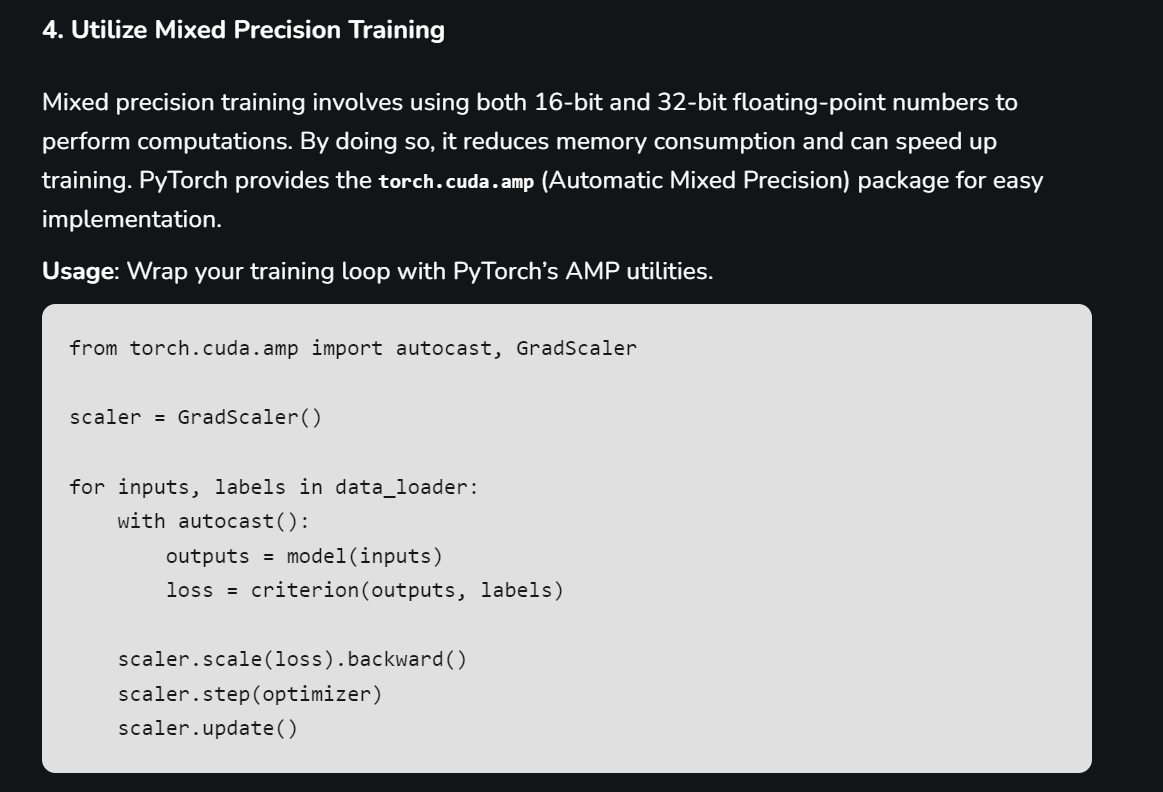 4. Utilize Mixed Precision Training
Mixed precision training involves using both 16-bit and 32-bit floating-point numbers to
perform computations. By doing so, it reduces memory consumption and can speed up
training. PyTorch provides the torch.cuda.amp (Automatic Mixed Precision) package for easy
implementation.
Usage: Wrap your training loop with PyTorch’s AMP utilities.
from torch.cuda.amp import autocast, GradScaler
scaler = GradScaler()
for inputs, labels in data_loader:
    with autocast():
        outputs = model(inputs)
        loss = criterion(outputs, labels)
    scaler.scale(loss).backward()
    scaler.step(optimizer)
    scaler.update()